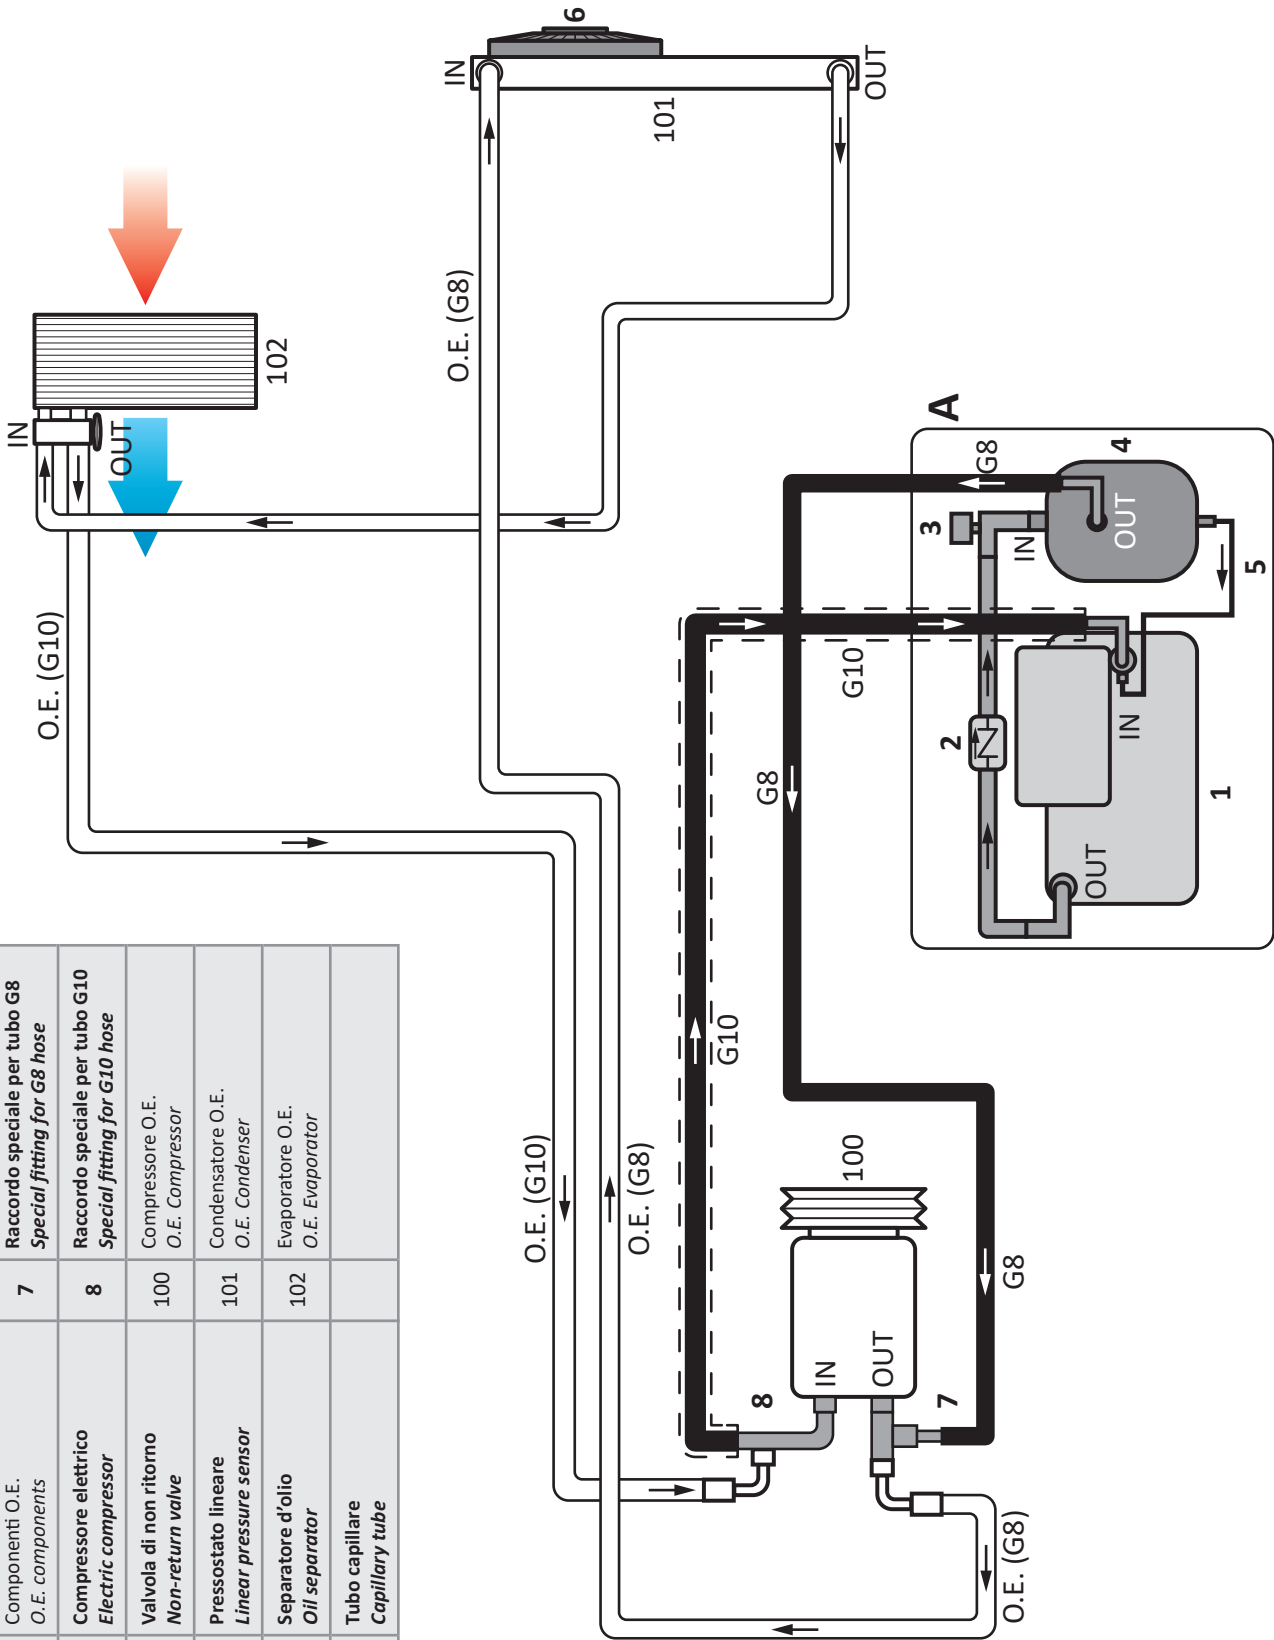 Componenti O.E.
O.E. components
7
Raccordo speciale per tubo G8
Special fitting for G8 hose
Compressore elettrico
Electric compressor
8
Raccordo speciale per tubo G10
Special fitting for G10 hose
Valvola di non ritorno
Non-return valve
100
Compressore O.E.
O.E. Compressor
Pressostato lineare
Linear pressure sensor
101
Condensatore O.E.
O.E. Condenser
Separatore d'olio
Oil separator
102
Evaporatore O.E.
O.E. Evaporator
Tubo capillare
Capillary tube
IN
OUT
102
O.E. (G10)
O.E. (G8)
IN
6
101
OUT
O.E. (G10)
O.E. (G8)
G10
G8
G10
A
G8
3
IN
OUT
4
5
2
IN
1
OUT
100
IN
OUT
8
7
G8
O.E. (G8)